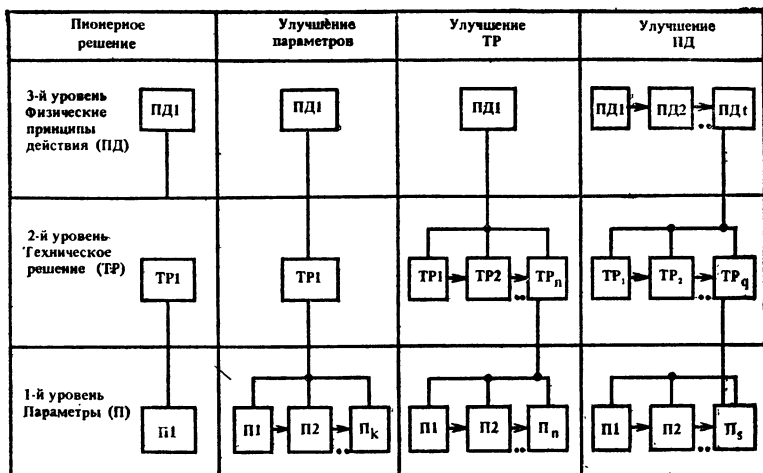 Пионерное
решение
Улучшение
параметров
Улучшение
ТР
Улучшение
ПД
3-й уровень
Физические
принципы
действия (ПД)
ПД1
ПД1
ПД1
ПД1 ПД2 .. ПДt
2-й уровень
Техническое
решение (ТР)
ТР1
ТР1
ТР1 ТР2 .. ТРn
ТР1 ТР2 .. ТРq
1-й уровень
Параметры (П)
П1
П1 П2 .. Пk
П1 П2 .. Пn
П1 П2 .. Пs